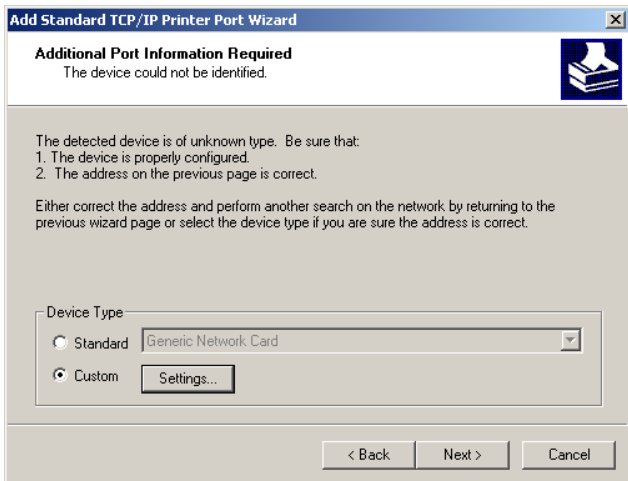 Add Standard TCP/IP Printer Port Wizard
Additional Port Information Required
The device could not be identified.
The detected device is of unknown type. Be sure that:
1. The device is properly configured.
2. The address on the previous page is correct.
Either correct the address and perform another search on the network by returning to the
previous wizard page or select the device type if you are sure the address is correct.
Device Type
Standard Generic Network Card
Custom Settings...
< Back Next > Cancel